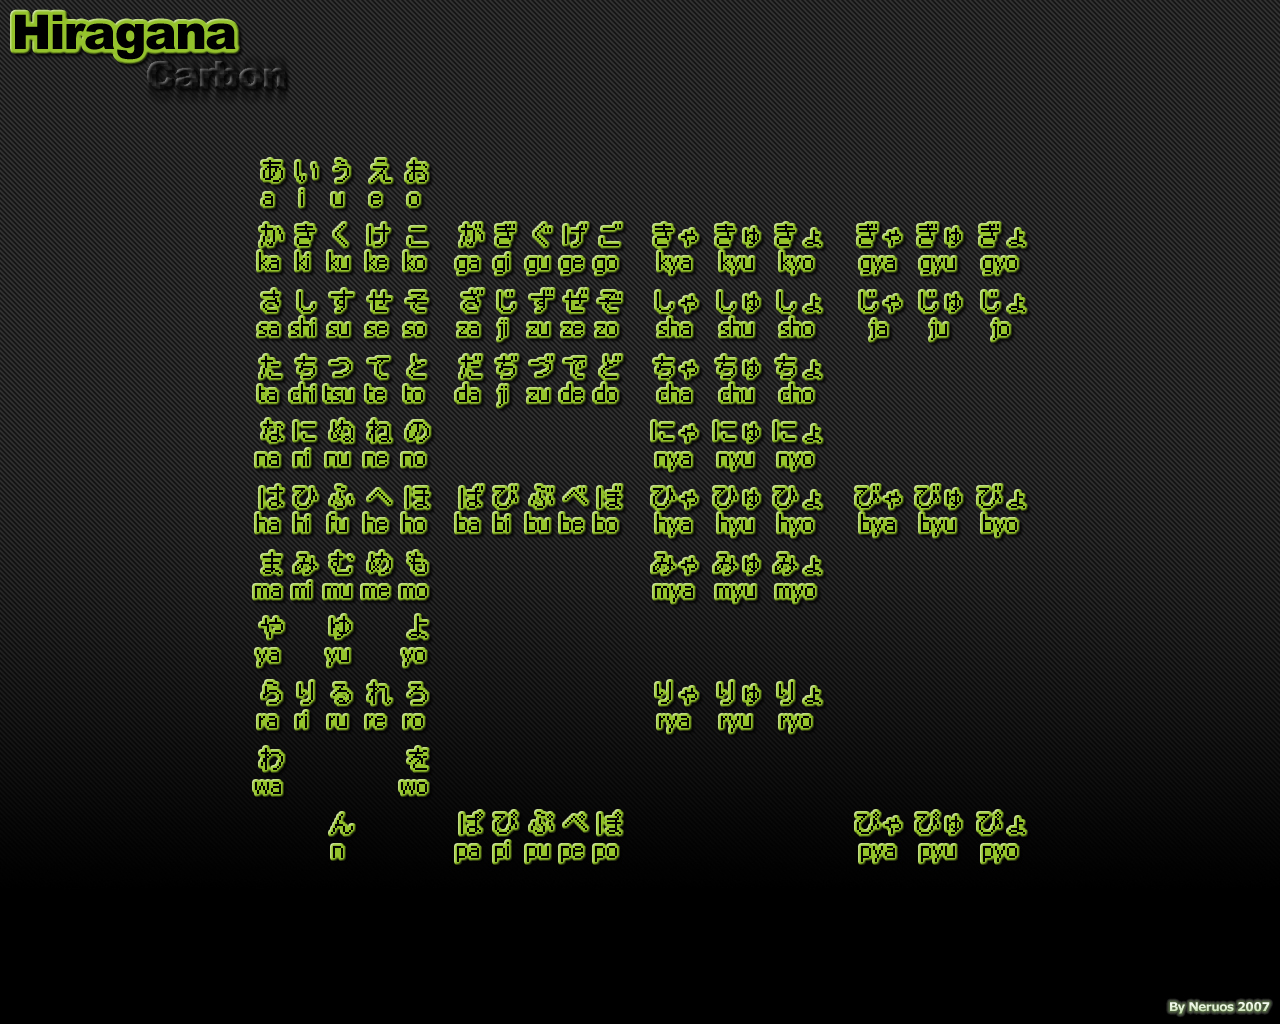 Hiragana
Carbon
あ い う え お
a i u e o
か き く け こ が ぎ ぐ げ ご きゃ きゅ きょ ぎゃ ぎゅ ぎょ
ka ki ku ke ko ga gi gu ge go kya kyu kyo gya gyu gyo
さ し す せ そ ざ じ ず ぜ ぞ しゃ しゅ しょ じゃ じゅ じょ
sa shi su se so za ji zu ze zo sha shu sho ja ju jo
た ち つ て と だ ぢ づ で ど ちゃ ちゅ ちょ
ta chi tsu te to da ji zu de do cha chu cho
な に ぬ ね の にゃ にゅ にょ
na ni nu ne no nya nyu nyo
は ひ ふ へ ほ ば び ぶ べ ぼ ひゃ ひゅ ひょ びゃ びゅ びょ
ha hi fu he ho ba bi bu be bo hya hyu hyo bya byu byo
ま み む め も みゃ みゅ みょ
ma mi mu me mo mya myu myo
や ゆ よ
ya yu yo
ら り る れ ろ りゃ りゅ りょ
ra ri ru re ro rya ryu ryo
わ を
wa wo
ん ぱ ぴ ぷ ぺ ぽ ぴゃ ぴゅ ぴょ
n pa pi pu pe po pya pyu pyo
By Neruos 2007